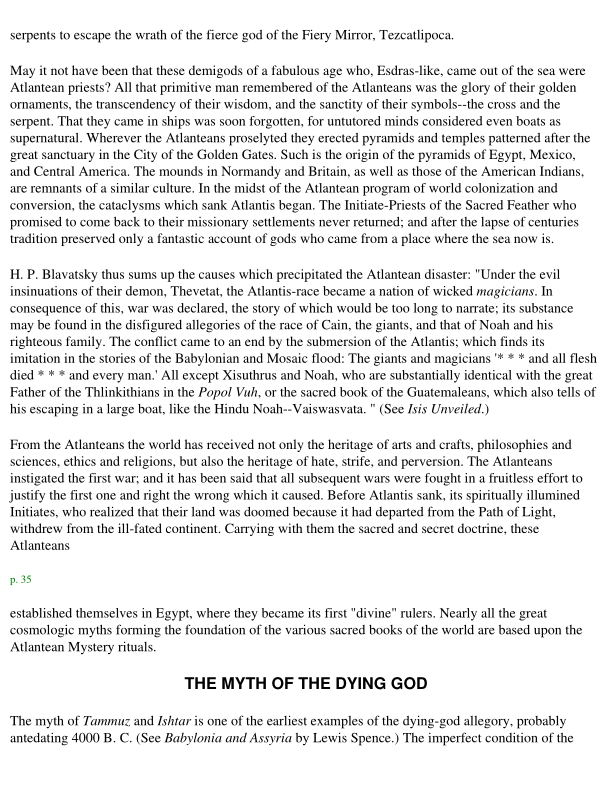 serpents to escape the wrath of the fierce god of the Fiery Mirror, Tezcatlipoca.
May it not have been that these demigods of a fabulous age who, Esdras-like, came out of the sea were
Atlantean priests? All that primitive man remembered of the Atlanteans was the glory of their golden
ornaments, the transcendency of their wisdom, and the sanctity of their symbols--the cross and the
serpent. That they came in ships was soon forgotten, for untutored minds considered even boats as
supernatural. Wherever the Atlanteans proselyted they erected pyramids and temples patterned after the
great sanctuary in the City of the Golden Gates. Such is the origin of the pyramids of Egypt, Mexico,
and Central America. The mounds in Normandy and Britain, as well as those of the American Indians,
are remnants of a similar culture. In the midst of the Atlantean program of world colonization and
conversion, the cataclysms which sank Atlantis began. The Initiate-Priests of the Sacred Feather who
promised to come back to their missionary settlements never returned; and after the lapse of centuries
tradition preserved only a fantastic account of gods who came from a place where the sea now is.
H. P. Blavatsky thus sums up the causes which precipitated the Atlantean disaster: "Under the evil
insinuations of their demon, Thevetat, the Atlantis-race became a nation of wicked magicians. In
consequence of this, war was declared, the story of which would be too long to narrate; its substance
may be found in the disfigured allegories of the race of Cain, the giants, and that of Noah and his
righteous family. The conflict came to an end by the submersion of the Atlantis; which finds its
imitation in the stories of the Babylonian and Mosaic flood: The giants and magicians '* * * and all flesh
died * * * and every man.' All except Xisuthrus and Noah, who are substantially identical with the great
Father of the Thlinkithians in the Popol Vuh, or the sacred book of the Guatemaleans, which also tells of
his escaping in a large boat, like the Hindu Noah--Vaiswasvata. " (See Isis Unveiled.)
From the Atlanteans the world has received not only the heritage of arts and crafts, philosophies and
sciences, ethics and religions, but also the heritage of hate, strife, and perversion. The Atlanteans
instigated the first war; and it has been said that all subsequent wars were fought in a fruitless effort to
justify the first one and right the wrong which it caused. Before Atlantis sank, its spiritually illumined
Initiates, who realized that their land was doomed because it had departed from the Path of Light,
withdrew from the ill-fated continent. Carrying with them the sacred and secret doctrine, these
Atlanteans
p. 35
established themselves in Egypt, where they became its first "divine" rulers. Nearly all the great
cosmologic myths forming the foundation of the various sacred books of the world are based upon the
Atlantean Mystery rituals.
THE MYTH OF THE DYING GOD
The myth of Tammuz and Ishtar is one of the earliest examples of the dying-god allegory, probably
antedating 4000 B. C. (See Babylonia and Assyria by Lewis Spence.) The imperfect condition of the